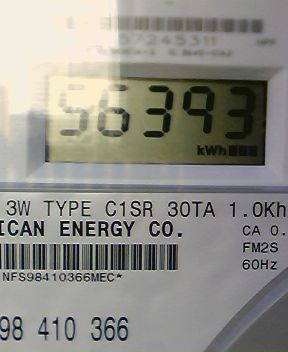 57245311
56393
kWh
3W TYPE C1SR 30TA 1.0Kh
ICAN ENERGY CO.
CA 0.
FM2S
60Hz
NFS98410366MEC*
98 410 366